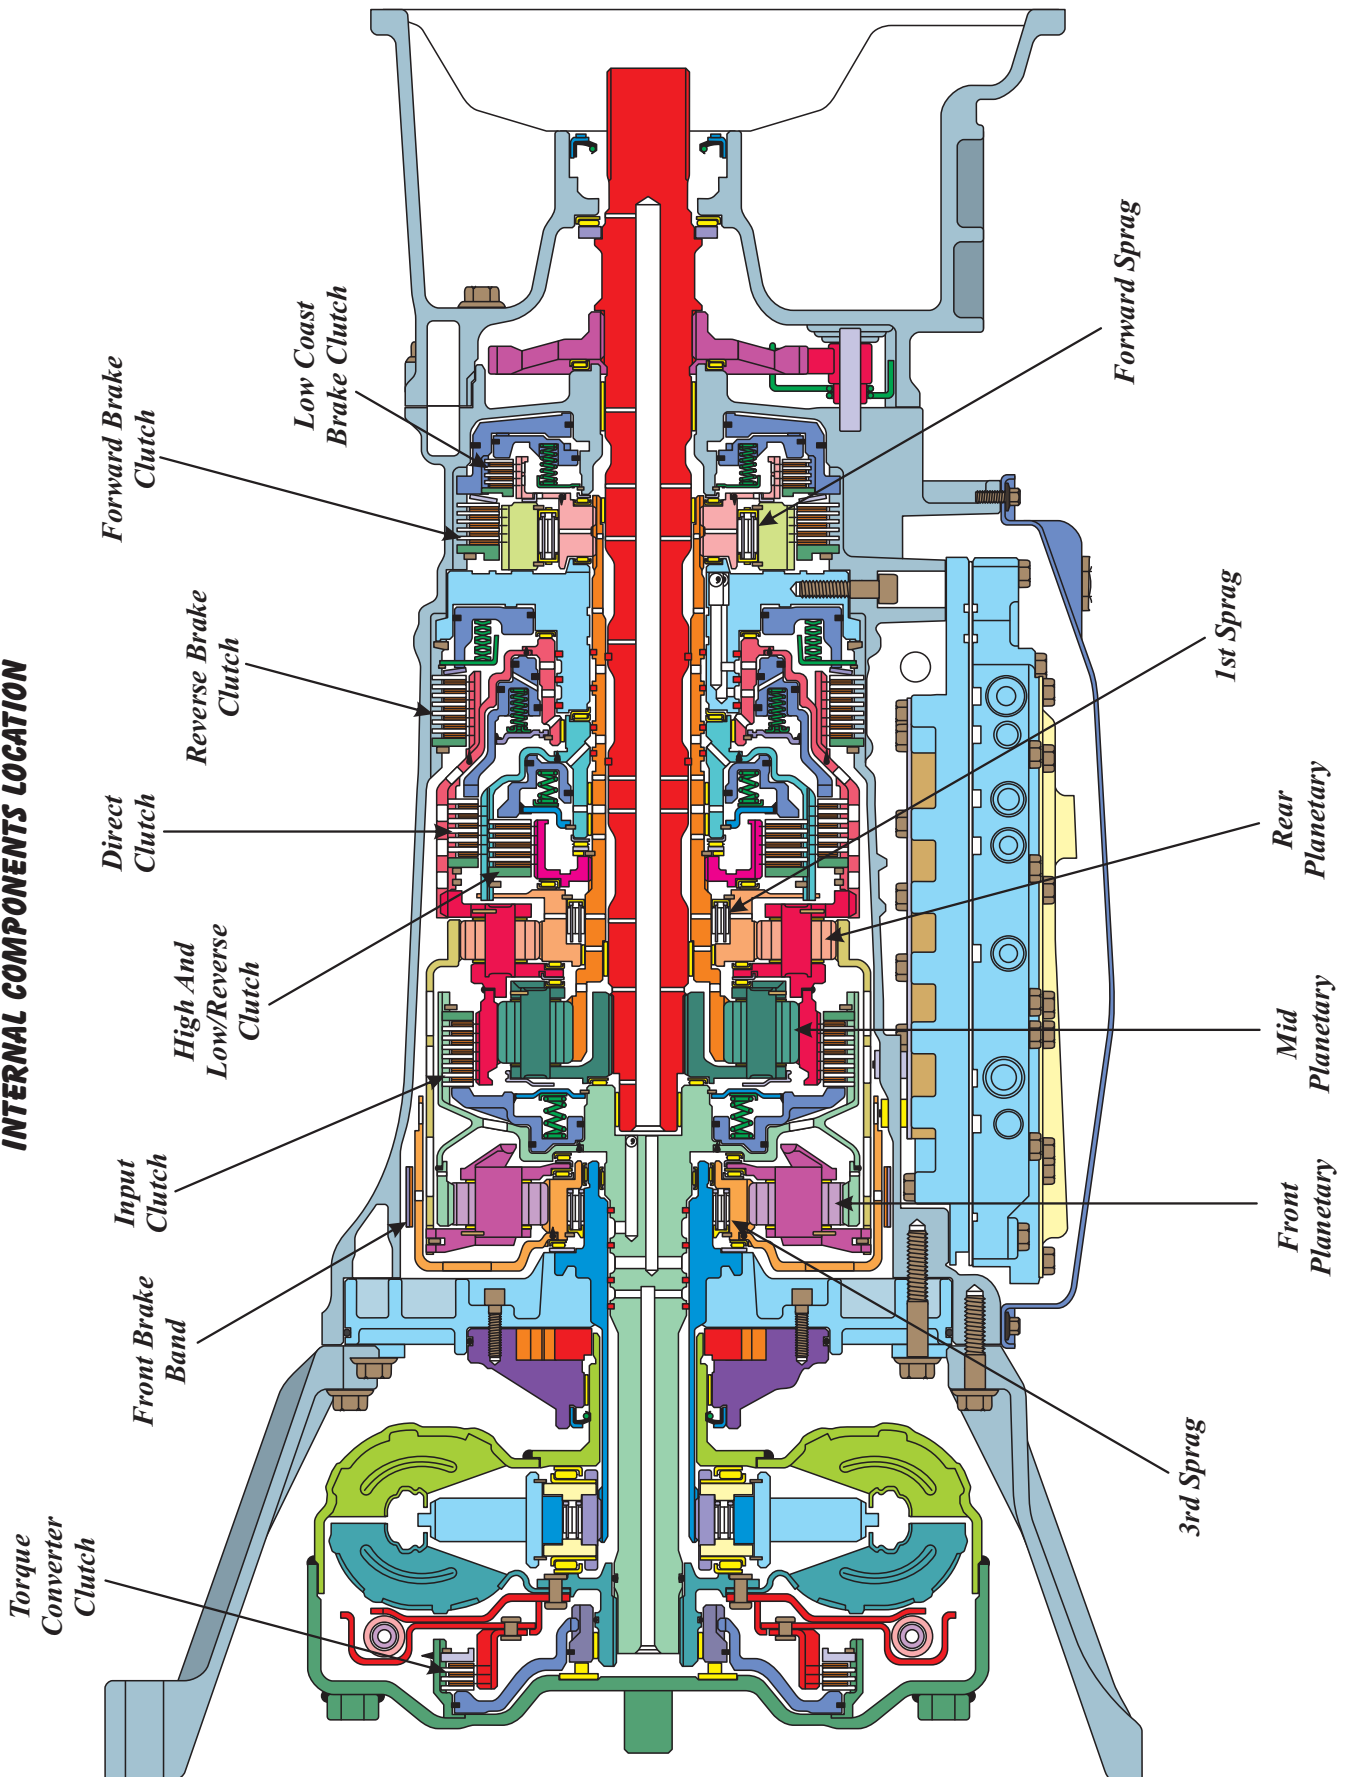 INTERNAL COMPONENTS LOCATION
Torque
Converter
Clutch
Front Brake
Band
Input
Clutch
High And
Low/Reverse
Clutch
Direct
Clutch
Reverse Brake
Clutch
Forward Brake
Clutch
Low Coast
Brake Clutch
3rd Sprag
Front
Planetary
Mid
Planetary
Rear
Planetary
1st Sprag
Forward Sprag